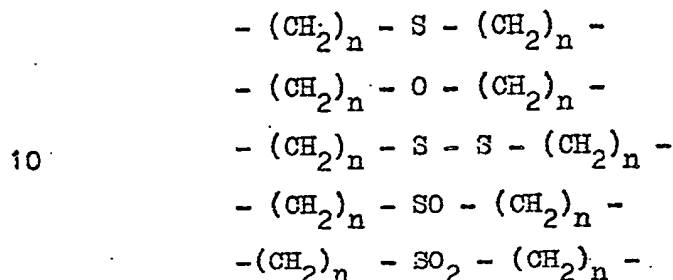 - (CH2)n - S - (CH2)n -
- (CH2)n - O - (CH2)n -
10 - (CH2)n - S - S - (CH2)n -
- (CH2)n - SO - (CH2)n -
-(CH2)n - SO2 - (CH2)n -